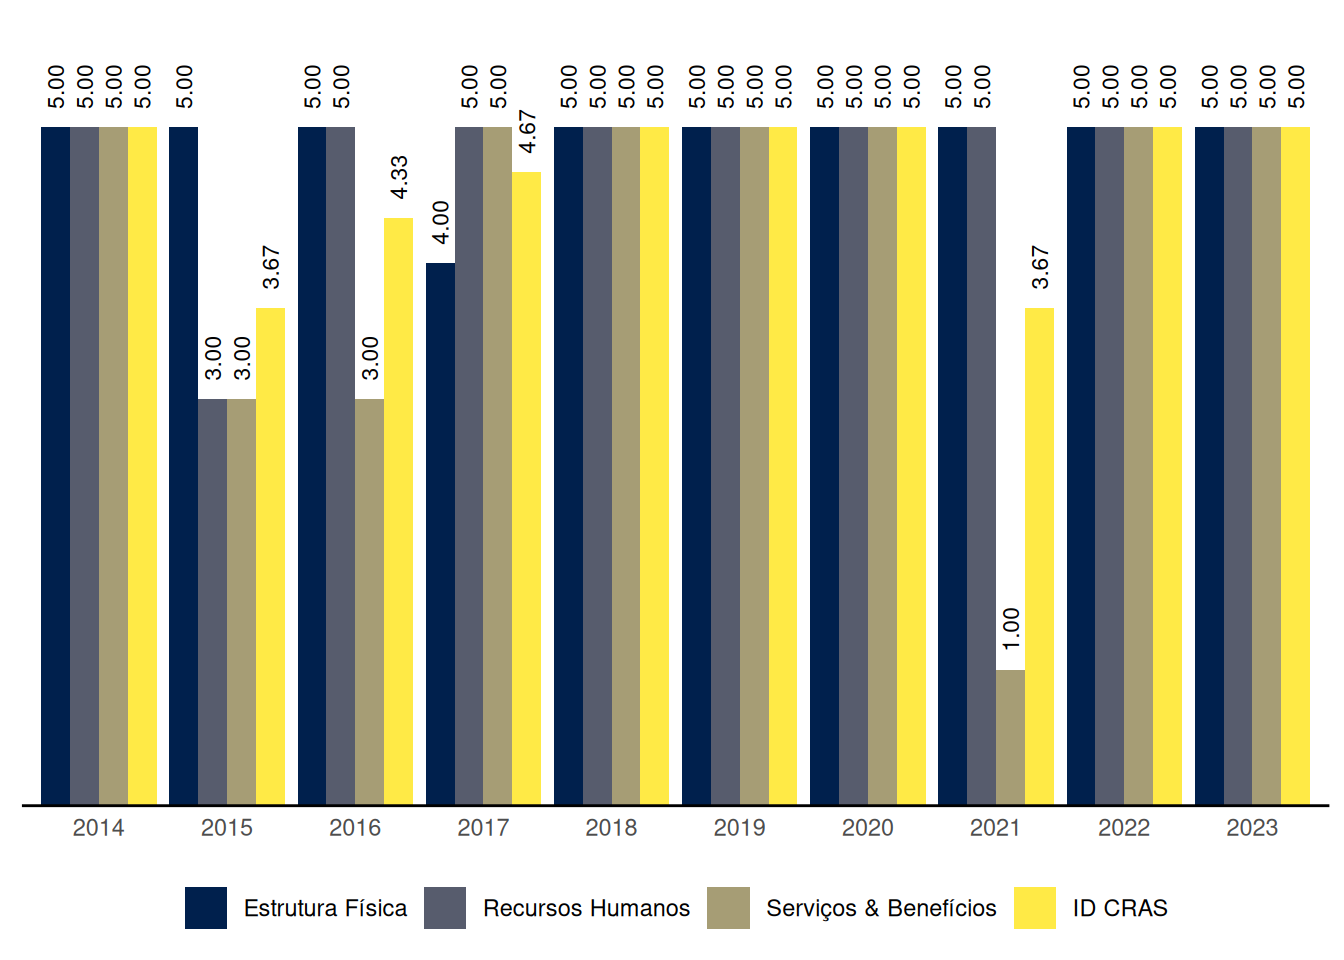 5.00 5.00 5.00 5.00 5.00 3.00 3.00 3.67 5.00 5.00 3.00 4.33 4.00 5.00 5.00 4.67 5.00 5.00 5.00 5.00 5.00 5.00 5.00 5.00 5.00 5.00 5.00 5.00 5.00 5.00 1.00 3.67 5.00 5.00 5.00 5.00 5.00 5.00 5.00 5.00
2014 2015 2016 2017 2018 2019 2020 2021 2022 2023
Estrutura Física Recursos Humanos Serviços & Benefícios ID CRAS